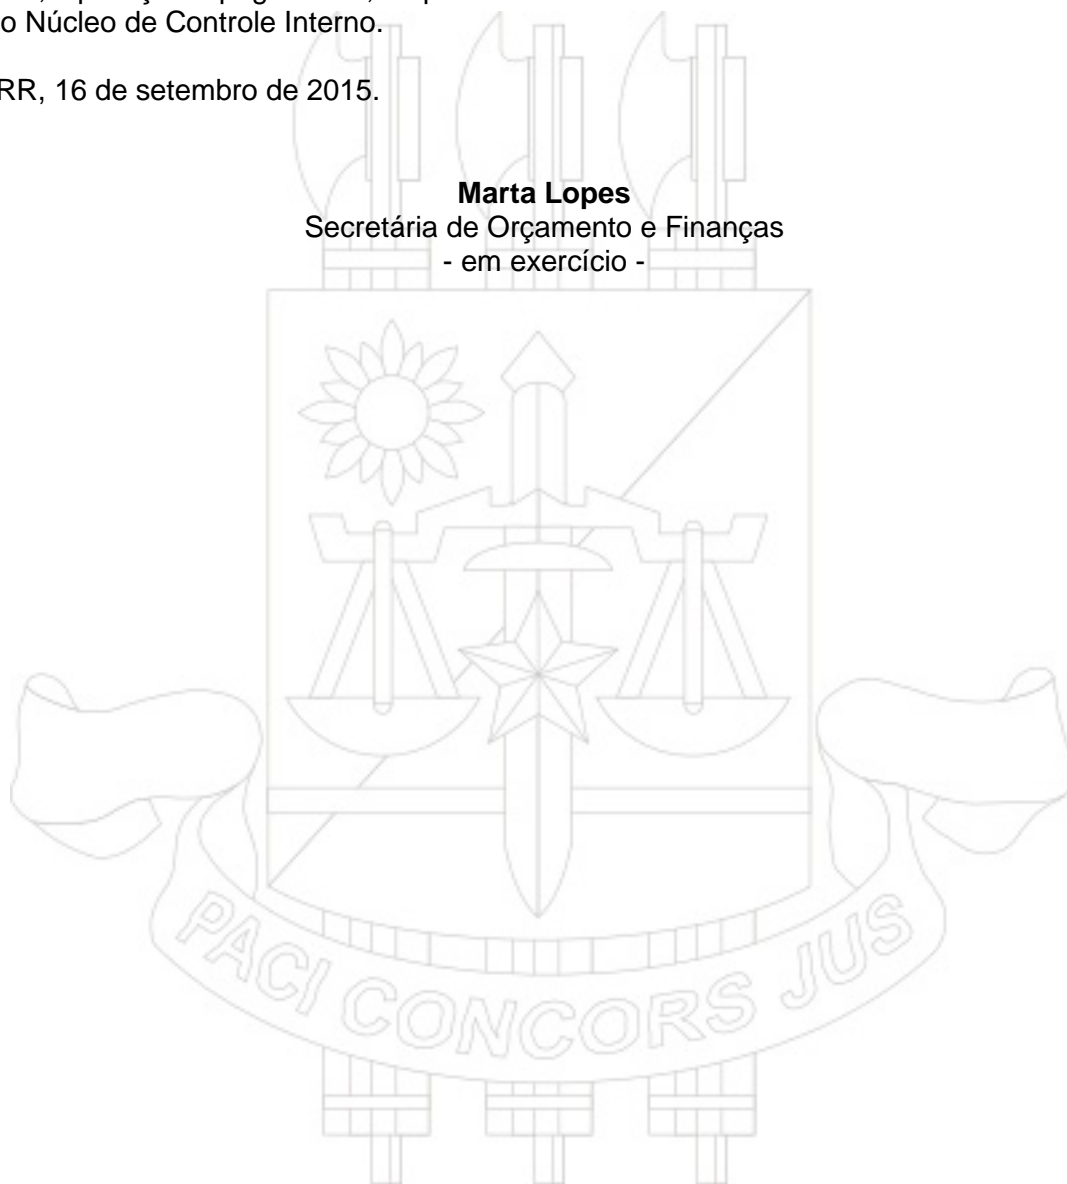 o Núcleo de Controle Interno.
RR, 16 de setembro de 2015.
Marta Lopes
Secretária de Orçamento e Finanças
- em exercício -
PACI CONCORS JUS